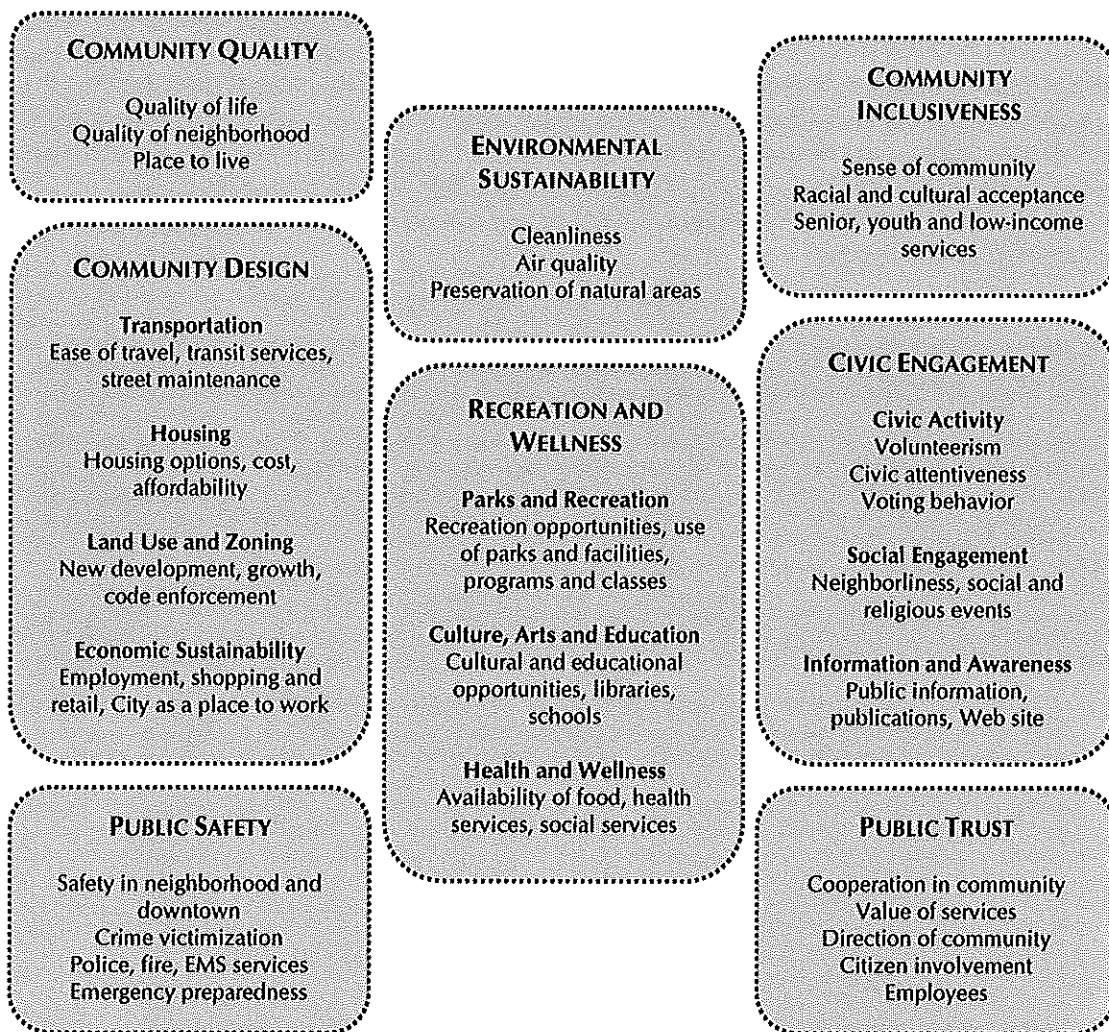 COMMUNITY QUALITY
Quality of life
Quality of neighborhood
Place to live
COMMUNITY DESIGN
Transportation
Ease of travel, transit services,
street maintenance
Housing
Housing options, cost,
affordability
Land Use and Zoning
New development, growth,
code enforcement
Economic Sustainability
Employment, shopping and
retail, City as a place to work
PUBLIC SAFETY
Safety in neighborhood and
downtown
Crime victimization
Police, fire, EMS services
Emergency preparedness
ENVIRONMENTAL
SUSTAINABILITY
Cleanliness
Air quality
Preservation of natural areas
RECREATION AND
WELLNESS
Parks and Recreation
Recreation opportunities, use
of parks and facilities,
programs and classes
Culture, Arts and Education
Cultural and educational
opportunities, libraries,
schools
Health and Wellness
Availability of food, health
services, social services
COMMUNITY
INCLUSIVENESS
Sense of community
Racial and cultural acceptance
Senior, youth and low-income
services
CIVIC ENGAGEMENT
Civic Activity
Volunteerism
Civic attentiveness
Voting behavior
Social Engagement
Neighborliness, social and
religious events
Information and Awareness
Public information,
publications, Web site
PUBLIC TRUST
Cooperation in community
Value of services
Direction of community
Citizen involvement
Employees